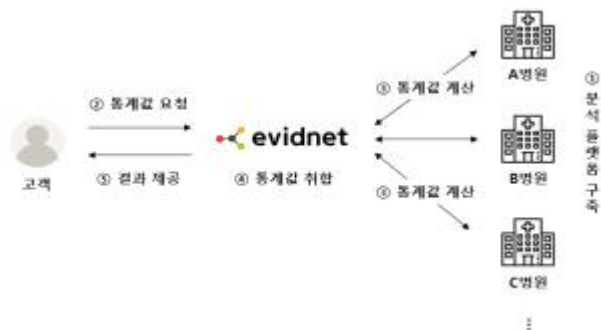 ② 통계값 요청
고객
⑤ 결과 제공
evidnet
④ 통계값 취합
③ 통계값 계산
③ 통계값 계산
A병원
B병원
C병원
⋮
① 분석 플랫폼 구축